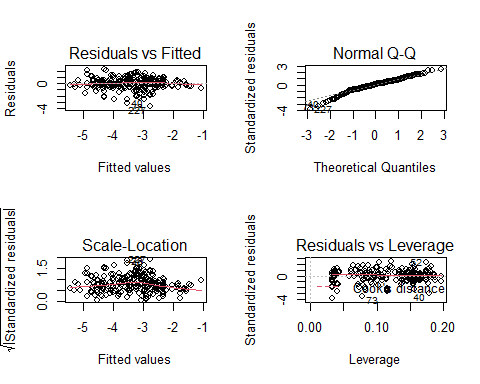 Residuals vs Fitted
Residuals
0
-4
-5 -4 -3 -2 -1
Fitted values
Normal Q-Q
Standardized residuals
3
0
-4
227
-3 -2 -1 0 1 2 3
Theoretical Quantiles
Scale-Location
√|Standardized residuals|
1.5
0.0
-5 -4 -3 -2 -1
Fitted values
Residuals vs Leverage
Standardized residuals
0
-4
52
Cook's distance
40
73
0.00 0.10 0.20
Leverage